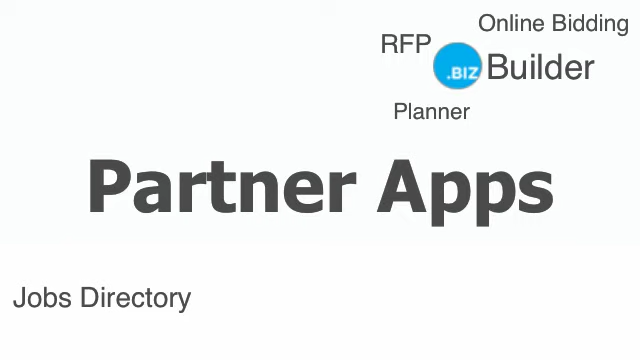 Online Bidding
RFP
.BIZ Builder
Planner
Partner Apps
Jobs Directory